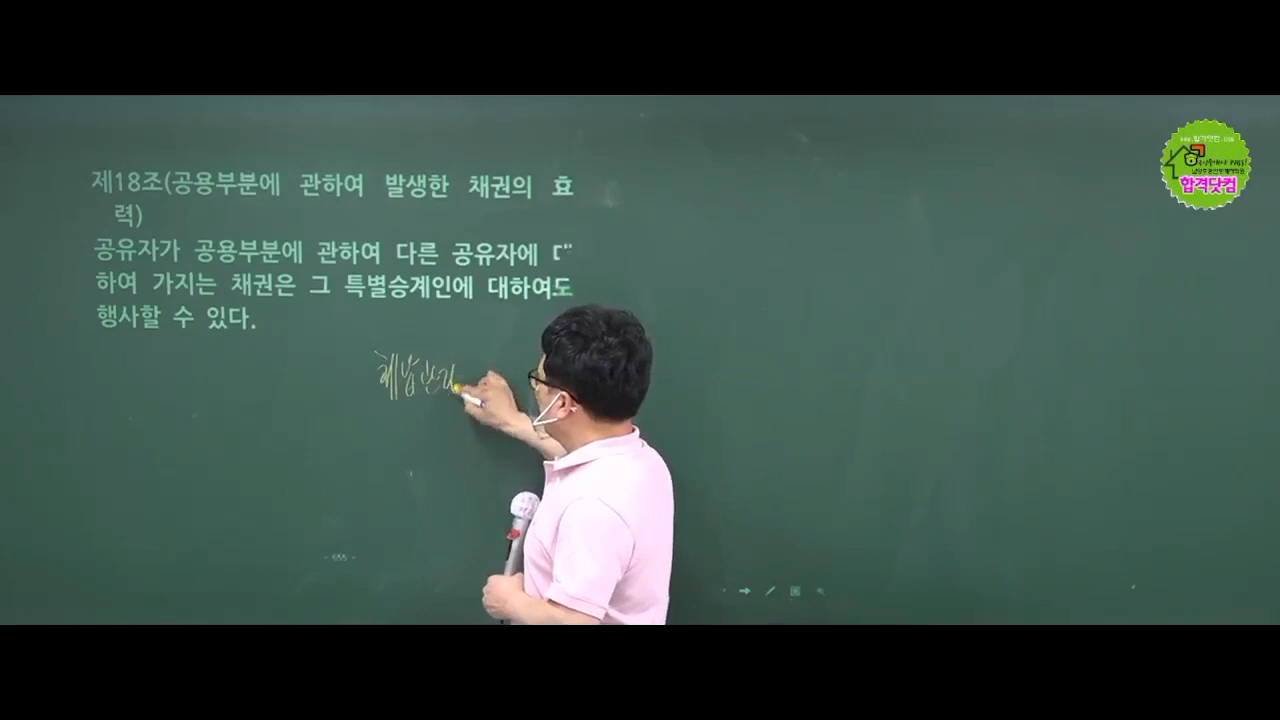 제18조(공용부분에 관하여 발생한 채권의 효
력)
공유자가 공용부분에 관하여 다른 공유자에 대
하여 가지는 채권은 그 특별승계인에 대하여도
행사할 수 있다.
체납관리
합격닷컴